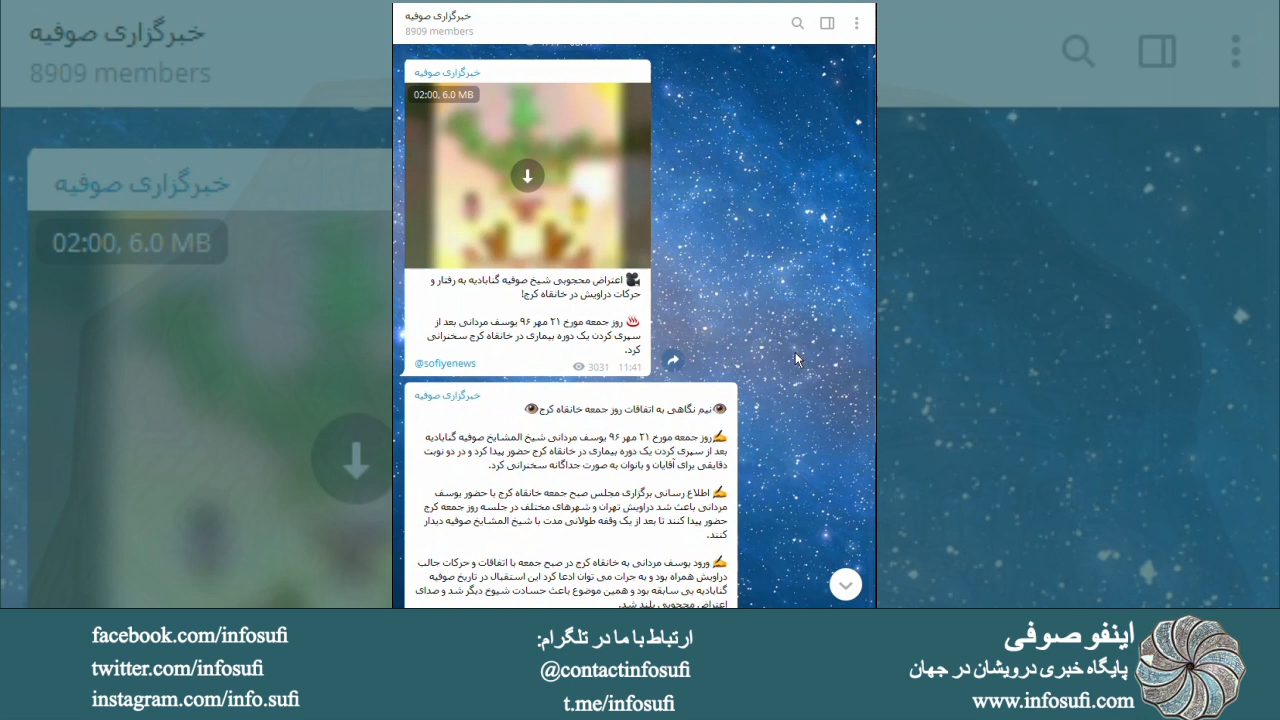 خبرگزاری صوفیه
8909 members
خبرگزاری صوفیه
02:00, 6.0 MB
اعتراض محجوبی شیخ صوفیه گنابادیه به رفتار و
حرکات دراویش در خانقاه کرج!
♨️ روز جمعه مورخ ۲۱ مهر ۹۶ یوسف مردانی بعد از
سپری کردن یک دوره بیماری در خانقاه کرج سخنرانی
کرد.
@sofiyenews
3031 11:41
خبرگزاری صوفیه
👁نیم نگاهی به اتفاقات روز جمعه خانقاه کرج👁
✍روز جمعه مورخ ۲۱ مهر ۹۶ یوسف مردانی شیخ المشایخ صوفیه گنابادیه
بعد از سپری کردن یک دوره بیماری در خانقاه کرج حضور پیدا کرد و در دو نوبت
دقایقی برای آقایان و بانوان به صورت جداگانه سخنرانی کرد.
✍ اطلاع رسانی برگزاری مجلس صبح جمعه خانقاه کرج با حضور یوسف
مردانی باعث شد دراویش تهران و شهرهای مختلف در جلسه روز جمعه کرج
حضور پیدا کنند تا بعد از یک وقفه طولانی مدت با شیخ المشایخ صوفیه دیدار
کنند.
✍ ورود یوسف مردانی به خانقاه کرج در صبح جمعه با اتفاقات و حرکات جالب
دراویش همراه بود و به جرات می توان ادعا کرد این استقبال در تاریخ صوفیه
گنابادیه بی سابقه بود و همین موضوع باعث حسادت شیوخ دیگر شد و صدای
اعتراض محجوبی بلند شد.
خبرگزاری صوفیه
8909 members
خبرگزاری صوفیه
02:00, 6.0 MB
facebook.com/infosufi
twitter.com/infosufi
instagram.com/info.sufi
ارتباط با ما در تلگرام:
@contactinfosufi
t.me/infosufi
اینفو صوفی
پایگاه خبری درویشان در جهان
www.infosufi.com